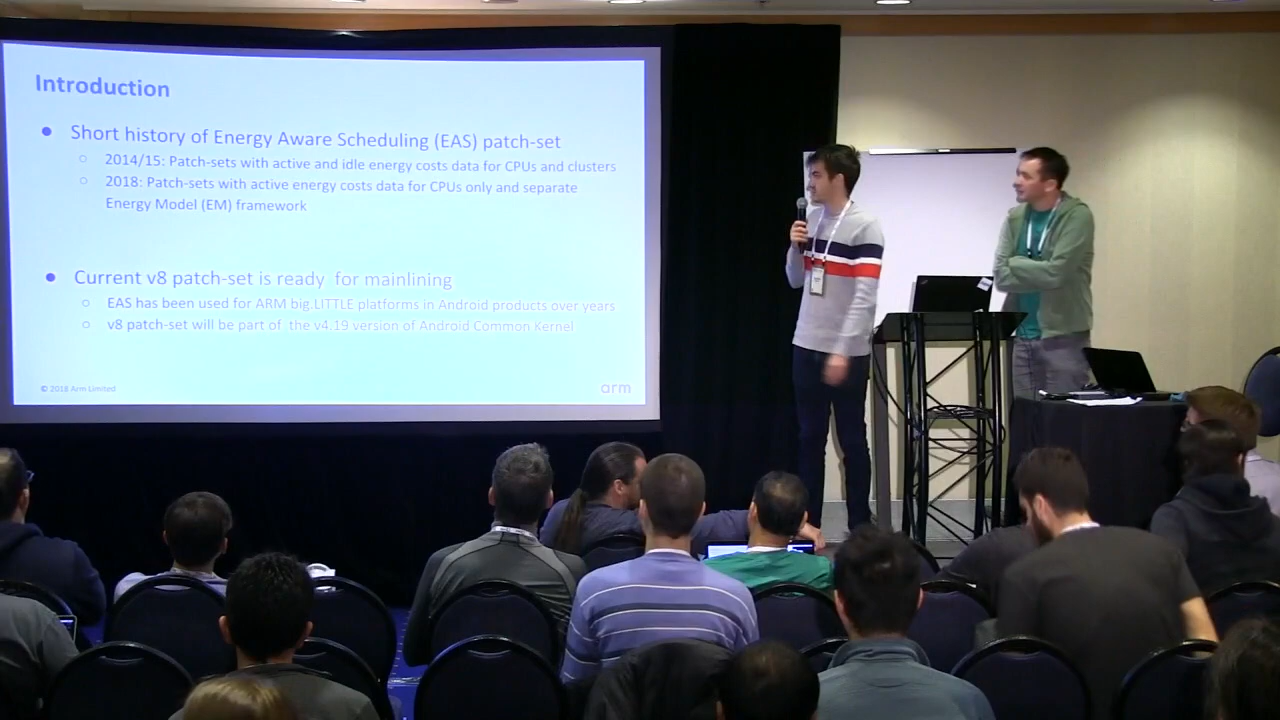 Introduction
● Short history of Energy Aware Scheduling (EAS) patch-set
○ 2014/15: Patch-sets with active and idle energy costs data for CPUs and clusters
○ 2018: Patch-sets with active energy costs data for CPUs only and separate
Energy Model (EM) framework
● Current v8 patch-set is ready for mainlining
○ EAS has been used for ARM big.LITTLE platforms in Android products over years
○ v8 patch-set will be part of the v4.19 version of Android Common Kernel
© 2018 Arm Limited
arm